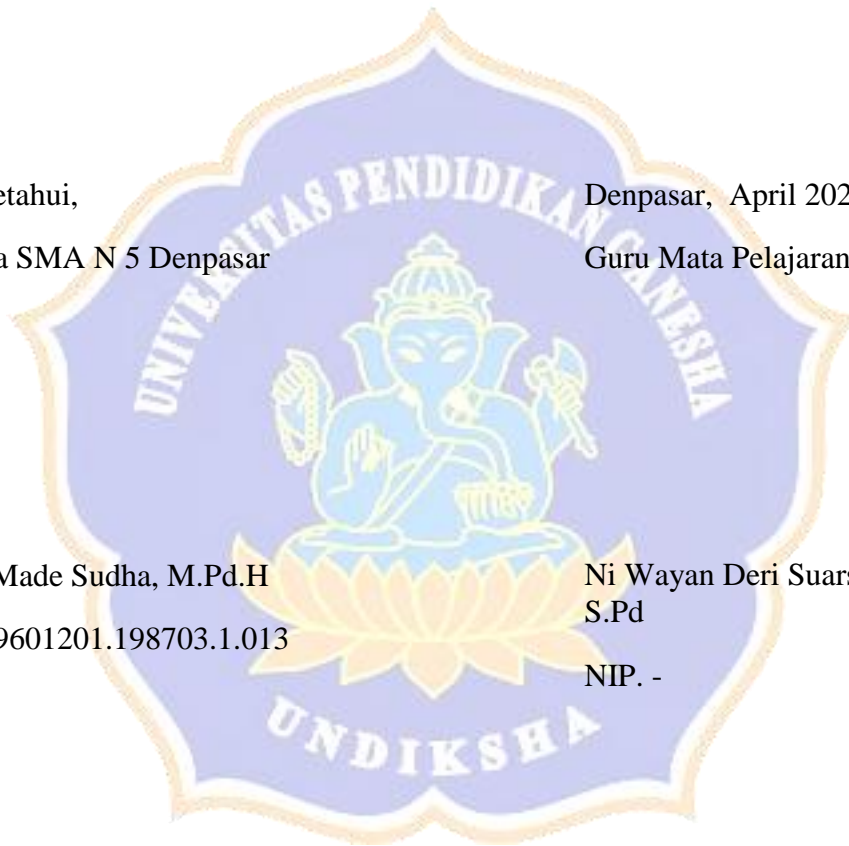 etahui,
a SMA N 5 Denpasar
Made Sudha, M.Pd.H
9601201.198703.1.013
Denpasar, April 202
Guru Mata Pelajaran
Ni Wayan Deri Suars
S.Pd
NIP. -
UNIVERSITAS PENDIDIKAN GANESHA
UNDIKSHA